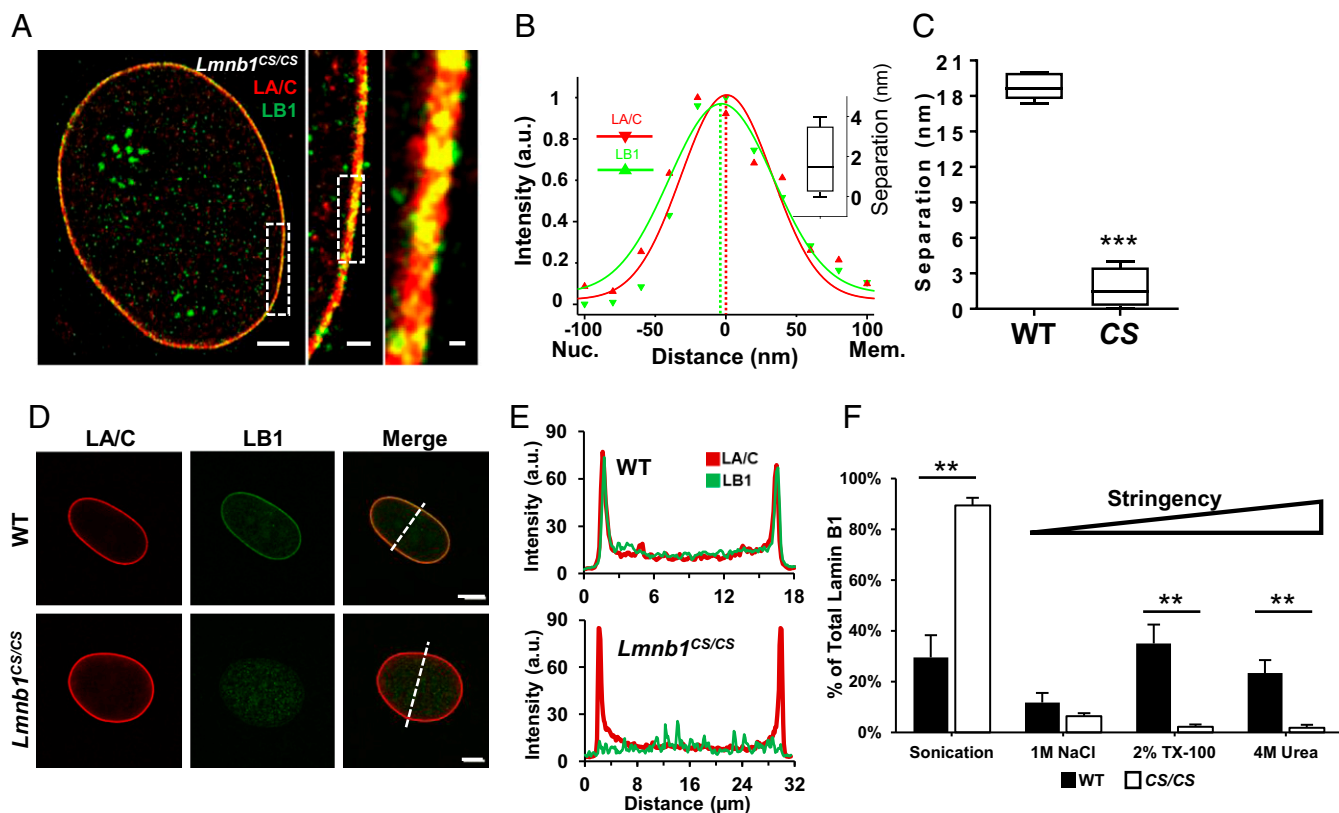 A
Lmnb1CS/CS
LA/C
LB1
B
Intensity (a.u.)
1
0.8
0.6
0.4
0.2
0
LA/C
LB1
4
2
0
Separation (nm)
-100
-50
0
50
100
Nuc.
Distance (nm)
Mem.
C
Separation (nm)
21
18
15
12
9
6
3
0
***
WT
CS
D
LA/C
LB1
Merge
WT
Lmnb1CS/CS
E
Intensity (a.u.)
90
60
30
0
WT
LA/C
LB1
0
6
12
18
Intensity (a.u.)
90
60
30
0
Lmnb1CS/CS
0
8
16
24
32
Distance (µm)
F
% of Total Lamin B1
100%
80%
60%
40%
20%
0%
**
Stringency
**
**
Sonication
1M NaCl
2% TX-100
4M Urea
WT
CS/CS